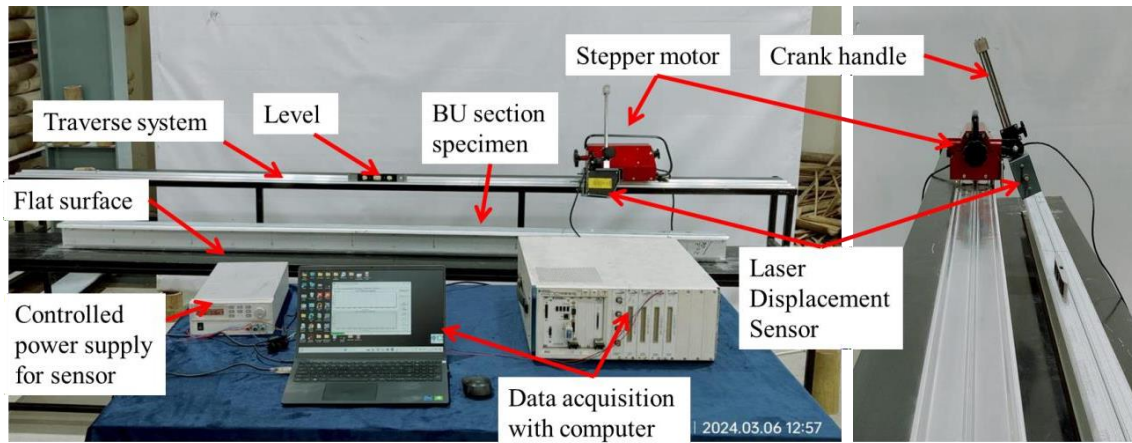 Stepper motor
Crank handle
Traverse system
Level
BU section
specimen
Flat surface
Controlled
power supply
for sensor
Laser
Displacement
Sensor
Data acquisition
with computer
2024.03.06 12:57